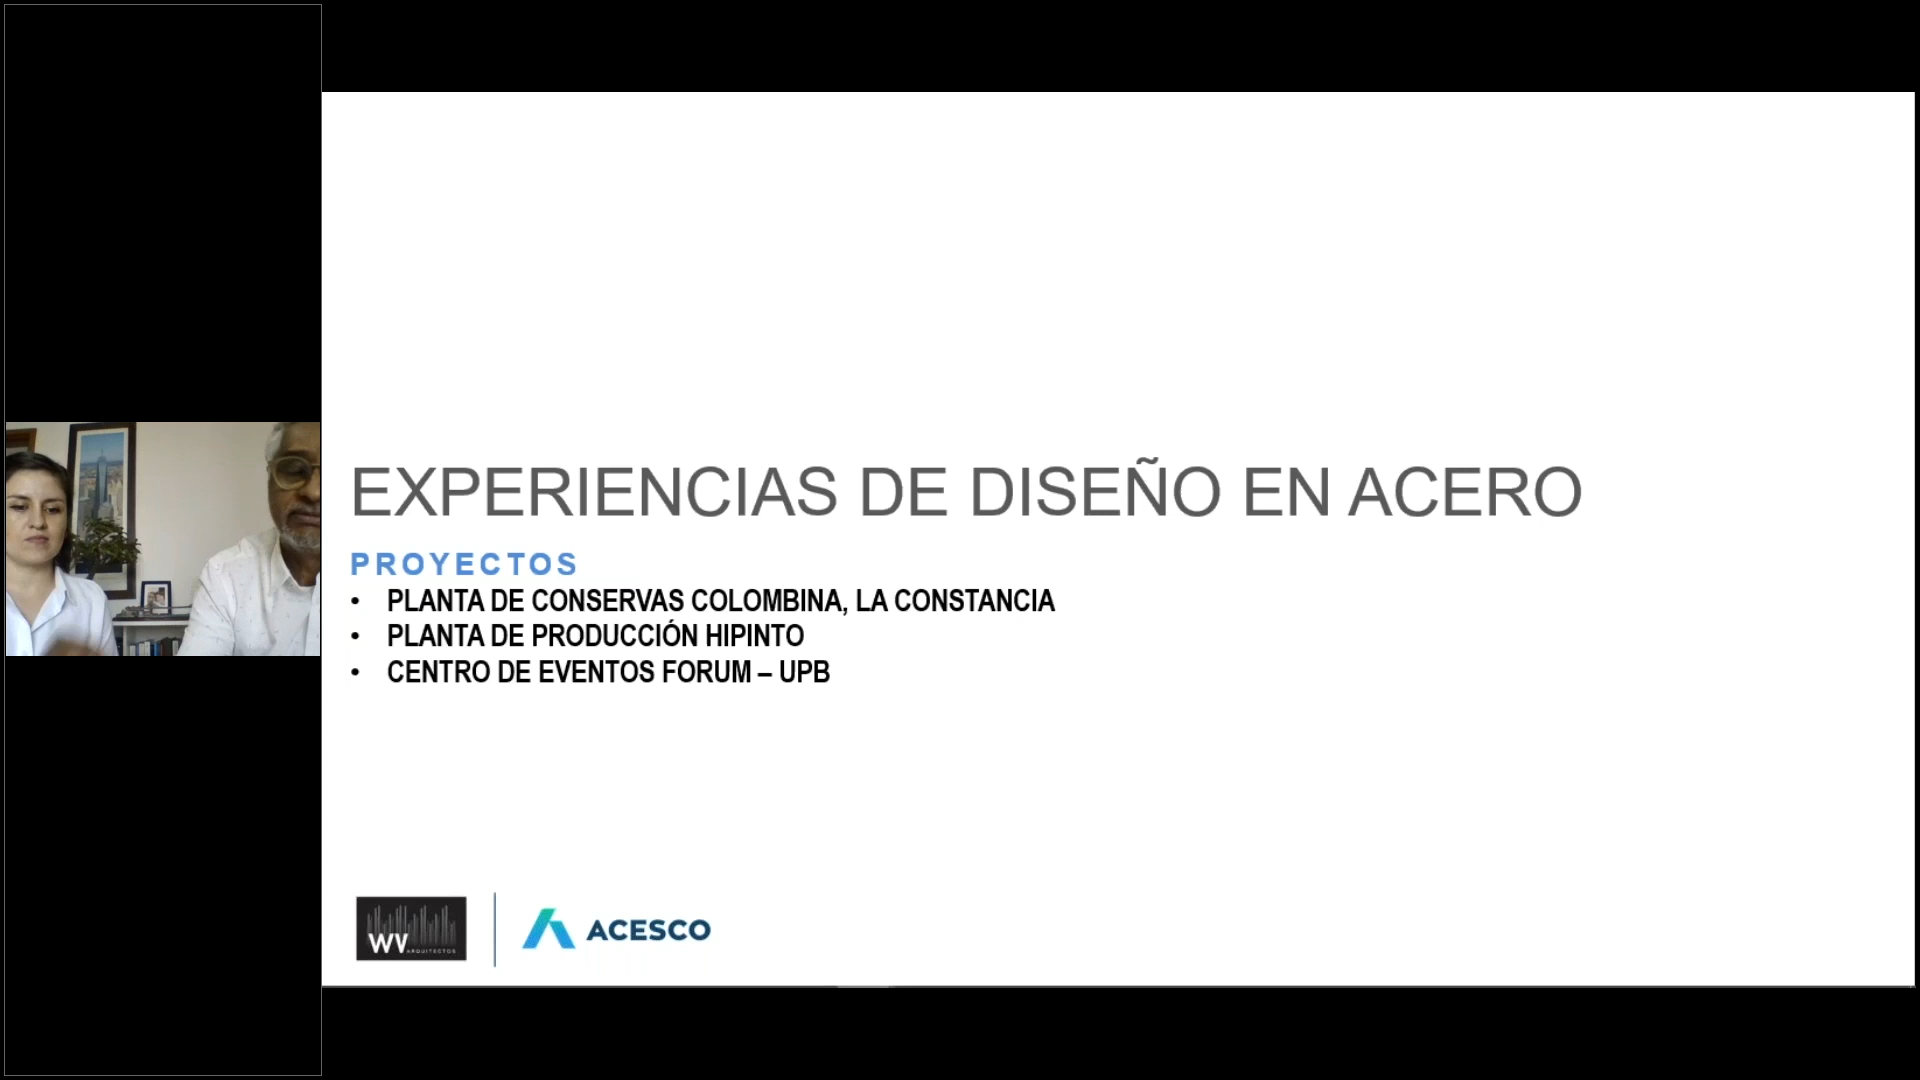 EXPERIENCIAS DE DISEÑO EN ACERO
PROYECTOS
• PLANTA DE CONSERVAS COLOMBINA, LA CONSTANCIA
• PLANTA DE PRODUCCIÓN HIPINTO
• CENTRO DE EVENTOS FORUM – UPB
WV ARQUITECTOS
ACESCO